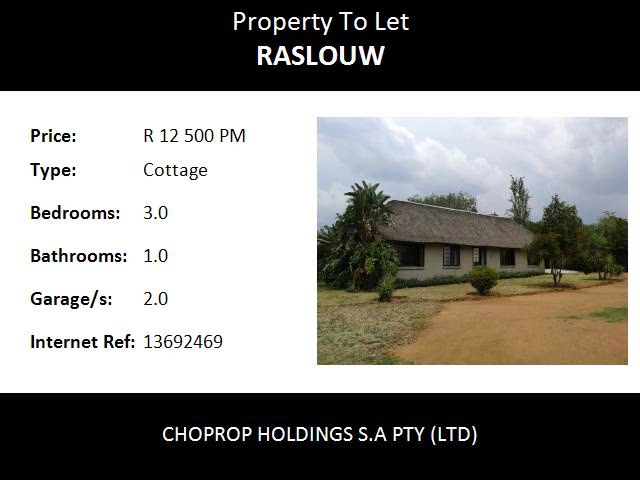 Property To Let
RASLOUW
Price: R 12 500 PM
Type: Cottage
Bedrooms: 3.0
Bathrooms: 1.0
Garage/s: 2.0
Internet Ref: 13692469
CHOPROP HOLDINGS S.A PTY (LTD)